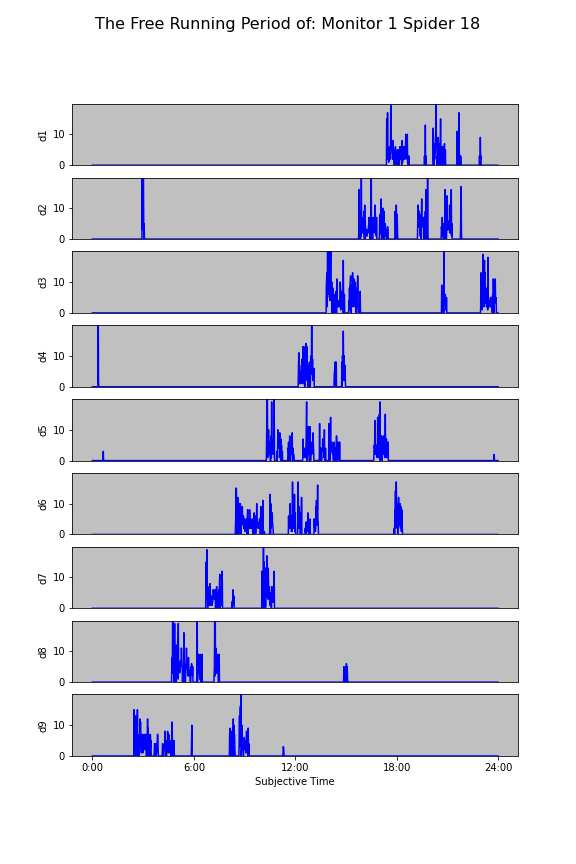 The Free Running Period of: Monitor 1 Spider 18
d1
10
0
d2
10
0
d3
10
0
d4
10
0
d5
10
0
d6
10
0
d7
10
0
d8
10
0
d9
10
0
0:00 6:00 12:00 18:00 24:00
Subjective Time